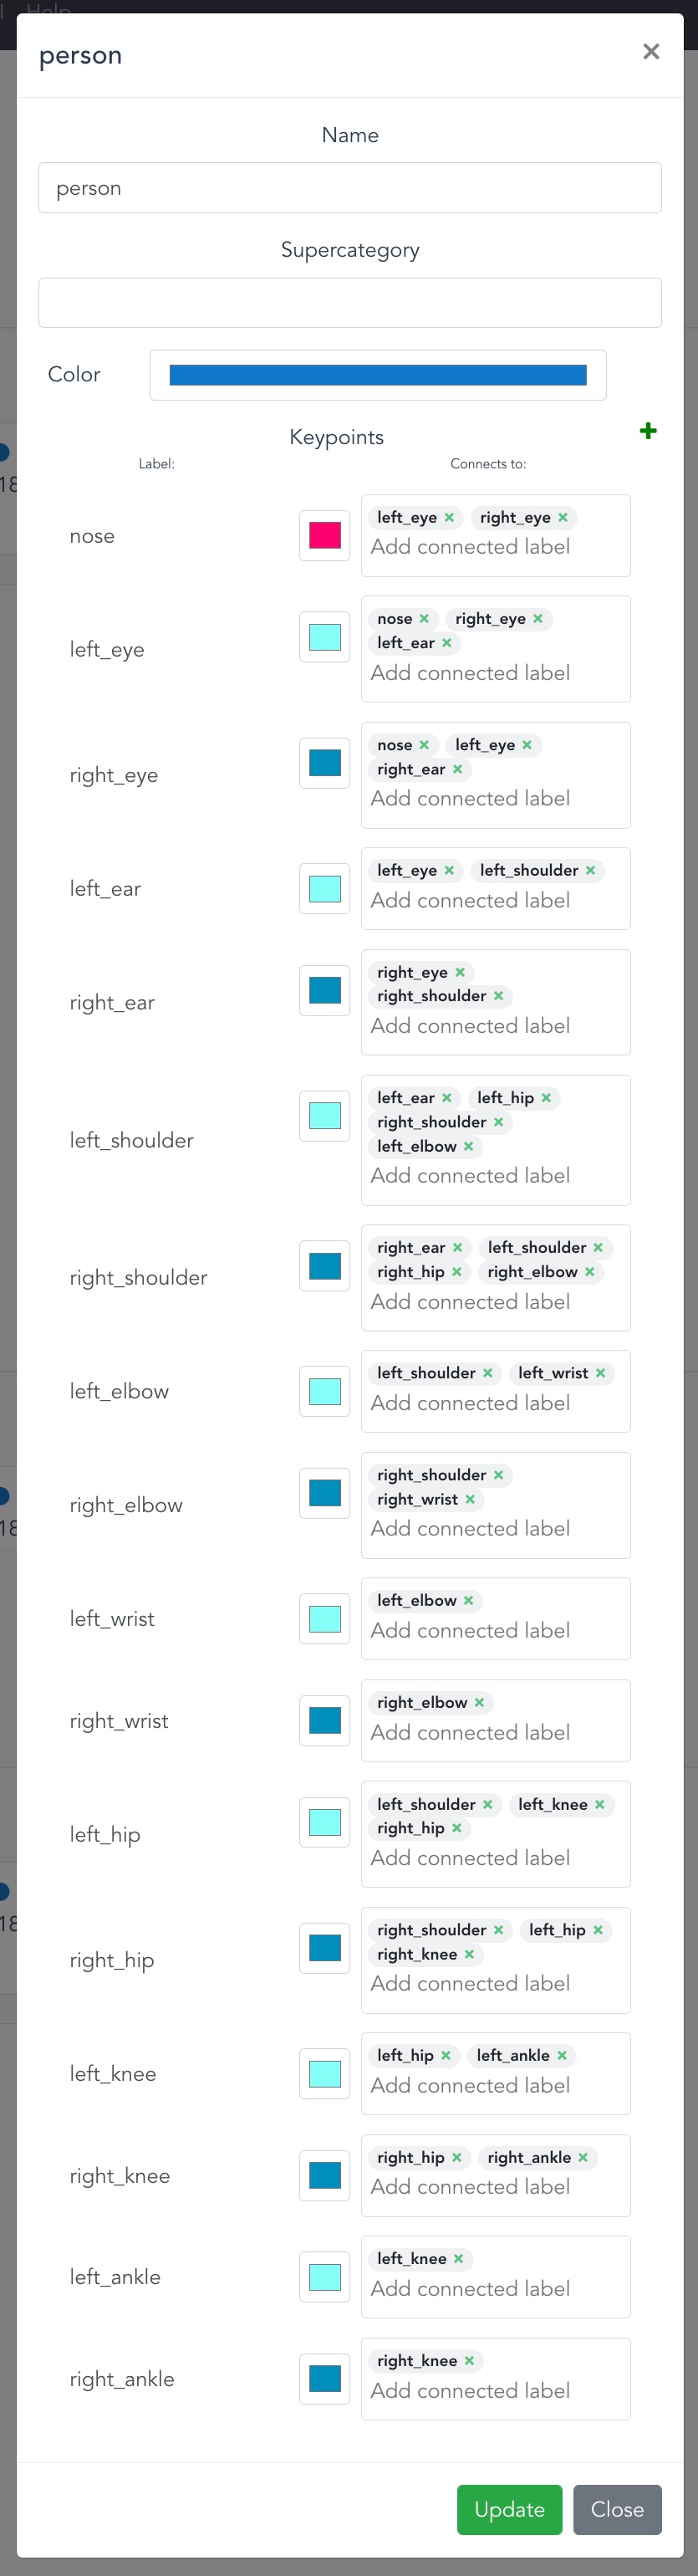 Help
person ×
Name
person
Supercategory
Color
Keypoints
Label: Connects to:
nose
left_eye × right_eye ×
Add connected label
left_eye
nose × right_eye ×
left_ear ×
Add connected label
right_eye
nose × left_eye ×
right_ear ×
Add connected label
left_ear
left_eye × left_shoulder ×
Add connected label
right_ear
right_eye ×
right_shoulder ×
Add connected label
left_shoulder
left_ear × left_hip ×
right_shoulder ×
left_elbow ×
Add connected label
right_shoulder
right_ear × left_shoulder ×
right_hip × right_elbow ×
Add connected label
left_elbow
left_shoulder × left_wrist ×
Add connected label
right_elbow
right_shoulder ×
right_wrist ×
Add connected label
left_wrist
left_elbow ×
Add connected label
right_wrist
right_elbow ×
Add connected label
left_hip
left_shoulder × left_knee ×
right_hip ×
Add connected label
right_hip
right_shoulder × left_hip ×
right_knee ×
Add connected label
left_knee
left_hip × left_ankle ×
Add connected label
right_knee
right_hip × right_ankle ×
Add connected label
left_ankle
left_knee ×
Add connected label
right_ankle
right_knee ×
Add connected label
Update Close